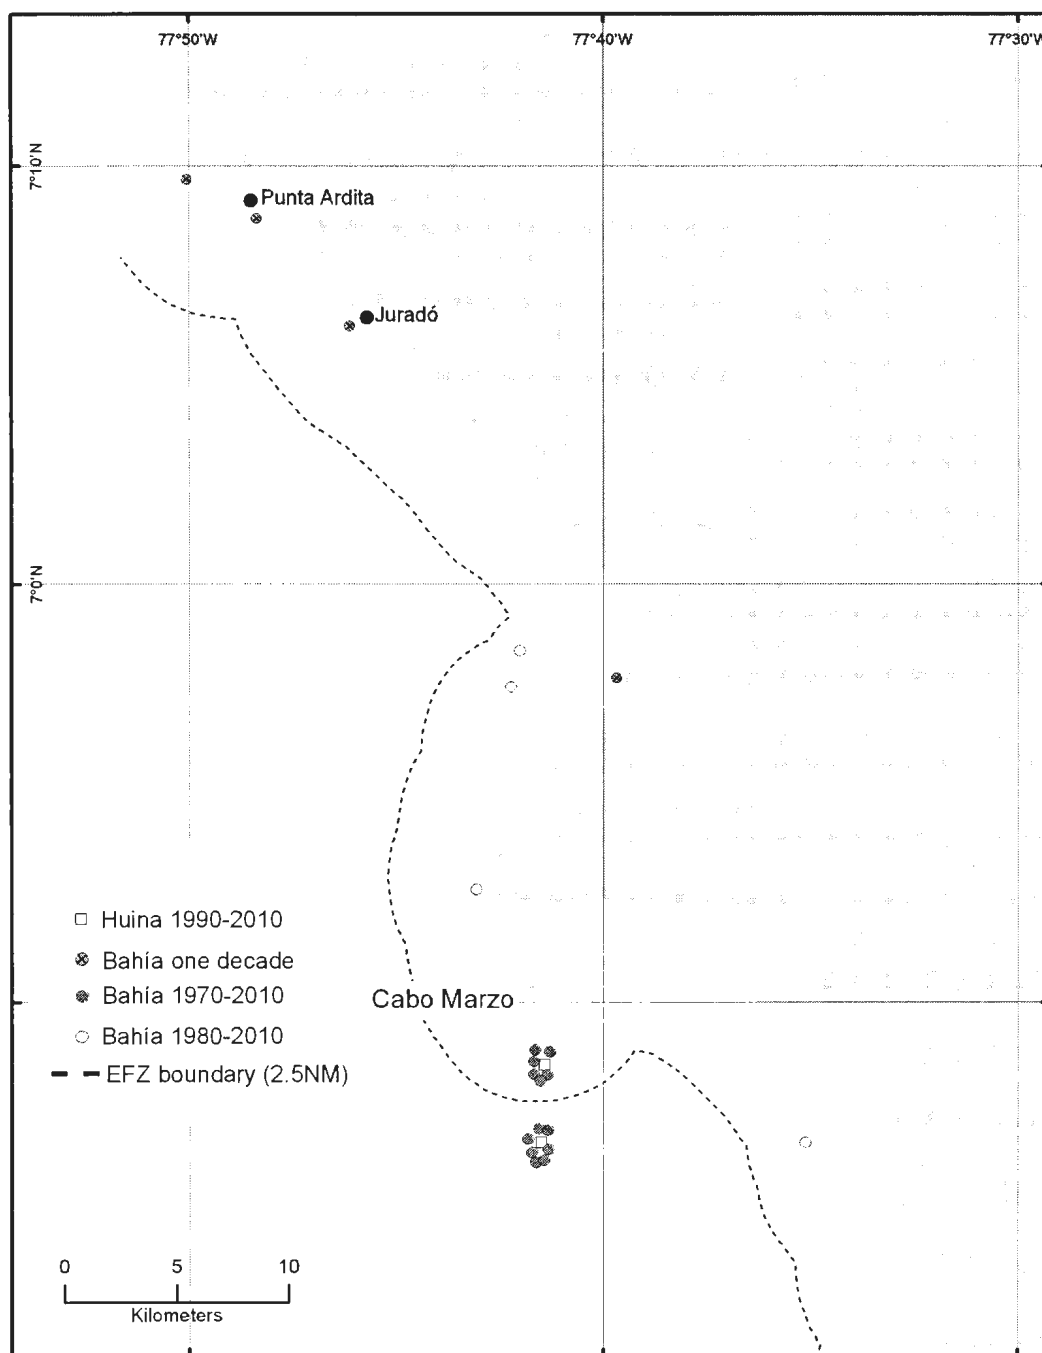 77°50'W 77°40'W 77°30'W
7°10'N
Punta Ardita
Juradó
7°0'N
Huina 1990-2010
Bahía one decade
Bahía 1970-2010
Cabo Marzo
Bahía 1980-2010
EFZ boundary (2.5NM)
0 5 10
Kilometers